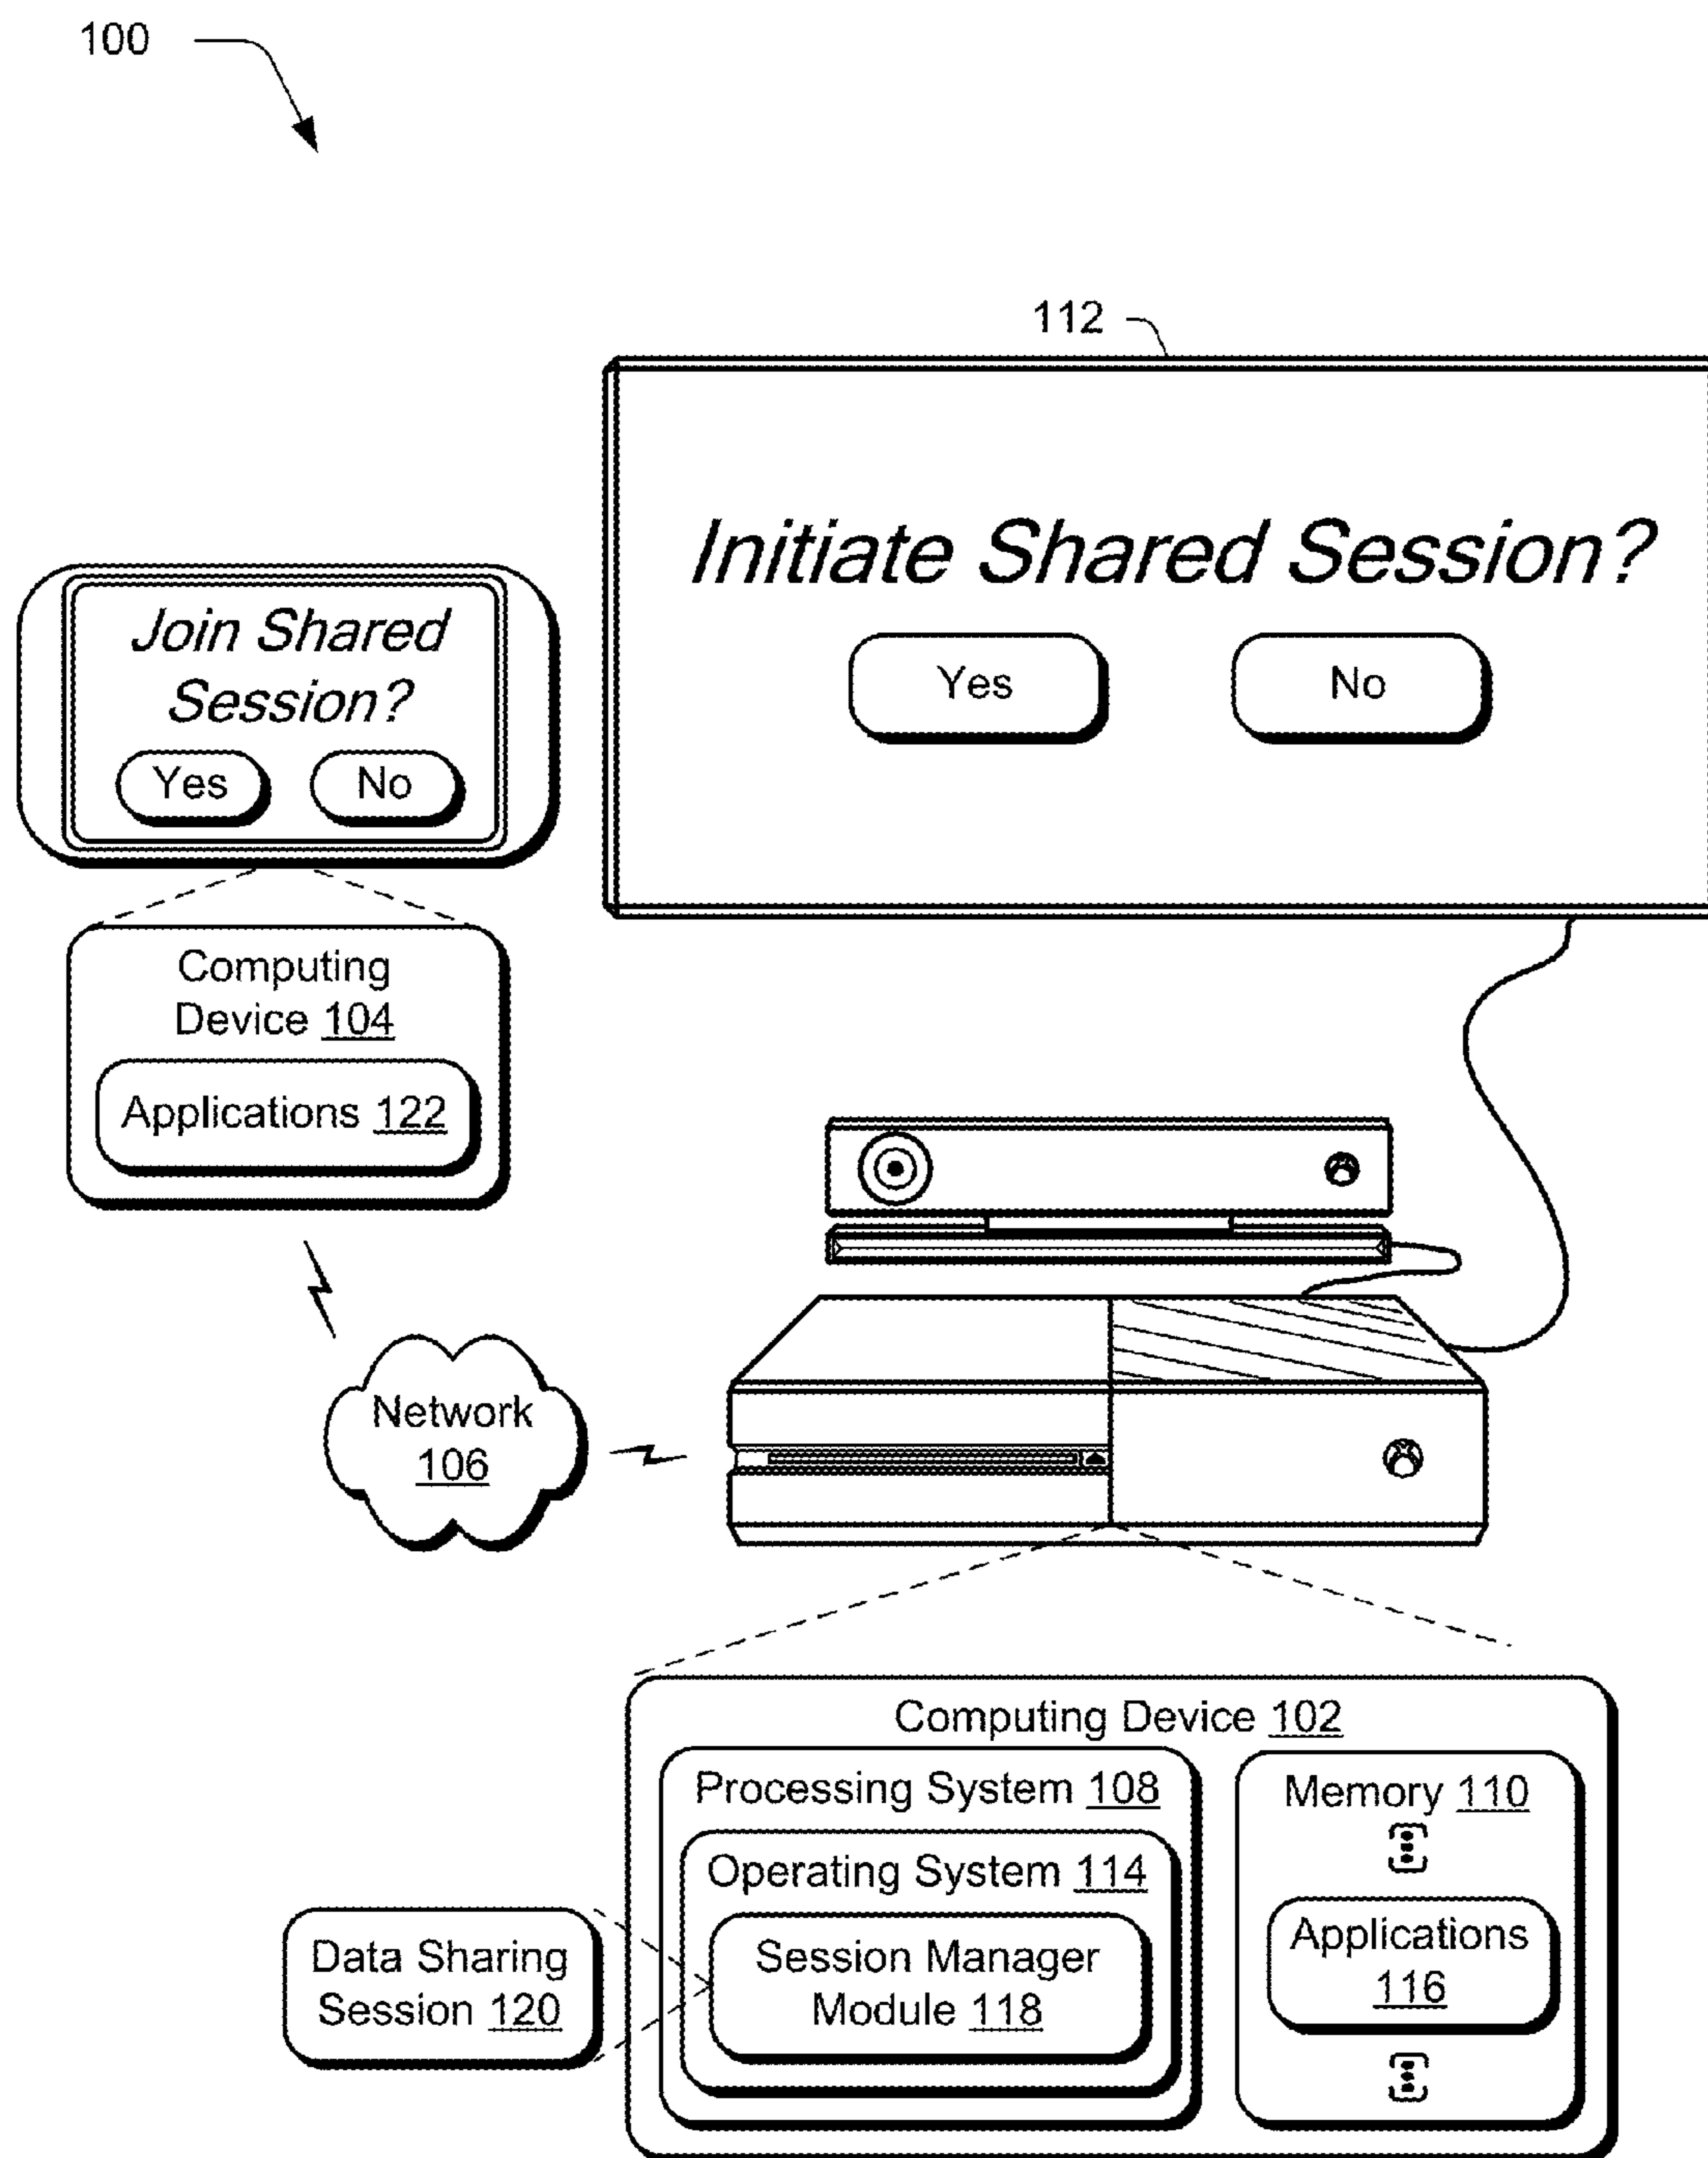 100
112
Initiate Shared Session?
Yes No
Join Shared
Session?
Yes No
Computing
Device 104
Applications 122
Network
106
Computing Device 102
Processing System 108
Operating System 114
Session Manager
Module 118
Memory 110
Applications
116
Data Sharing
Session 120